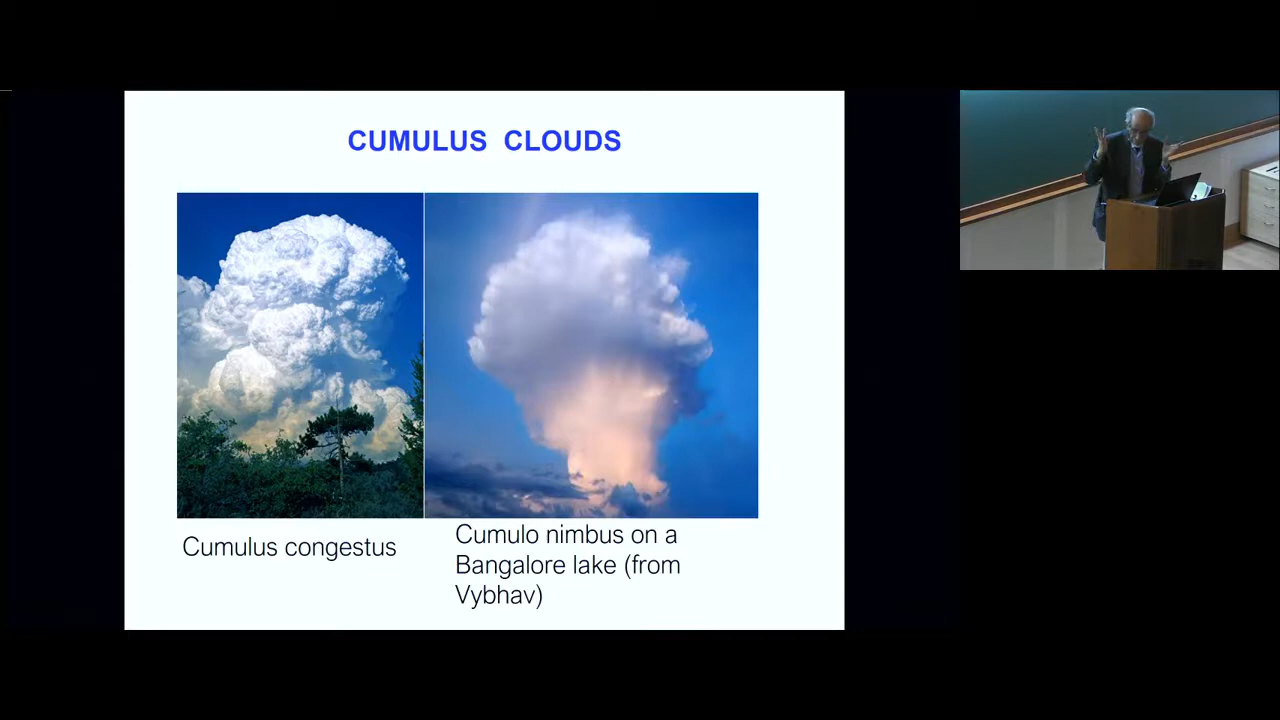 CUMULUS CLOUDS
Cumulus congestus
Cumulo nimbus on a
Bangalore lake (from
Vybhav)